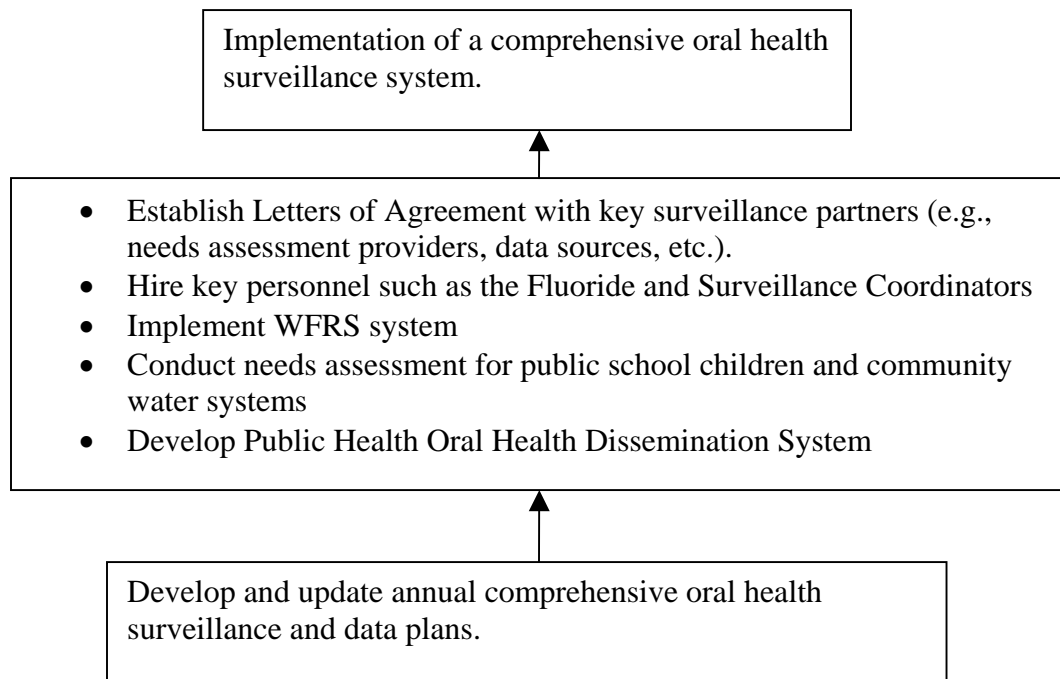 Implementation of a comprehensive oral health
surveillance system.
• Establish Letters of Agreement with key surveillance partners (e.g.,
needs assessment providers, data sources, etc.).
• Hire key personnel such as the Fluoride and Surveillance Coordinators
• Implement WFRS system
• Conduct needs assessment for public school children and community
water systems
• Develop Public Health Oral Health Dissemination System
Develop and update annual comprehensive oral health
surveillance and data plans.